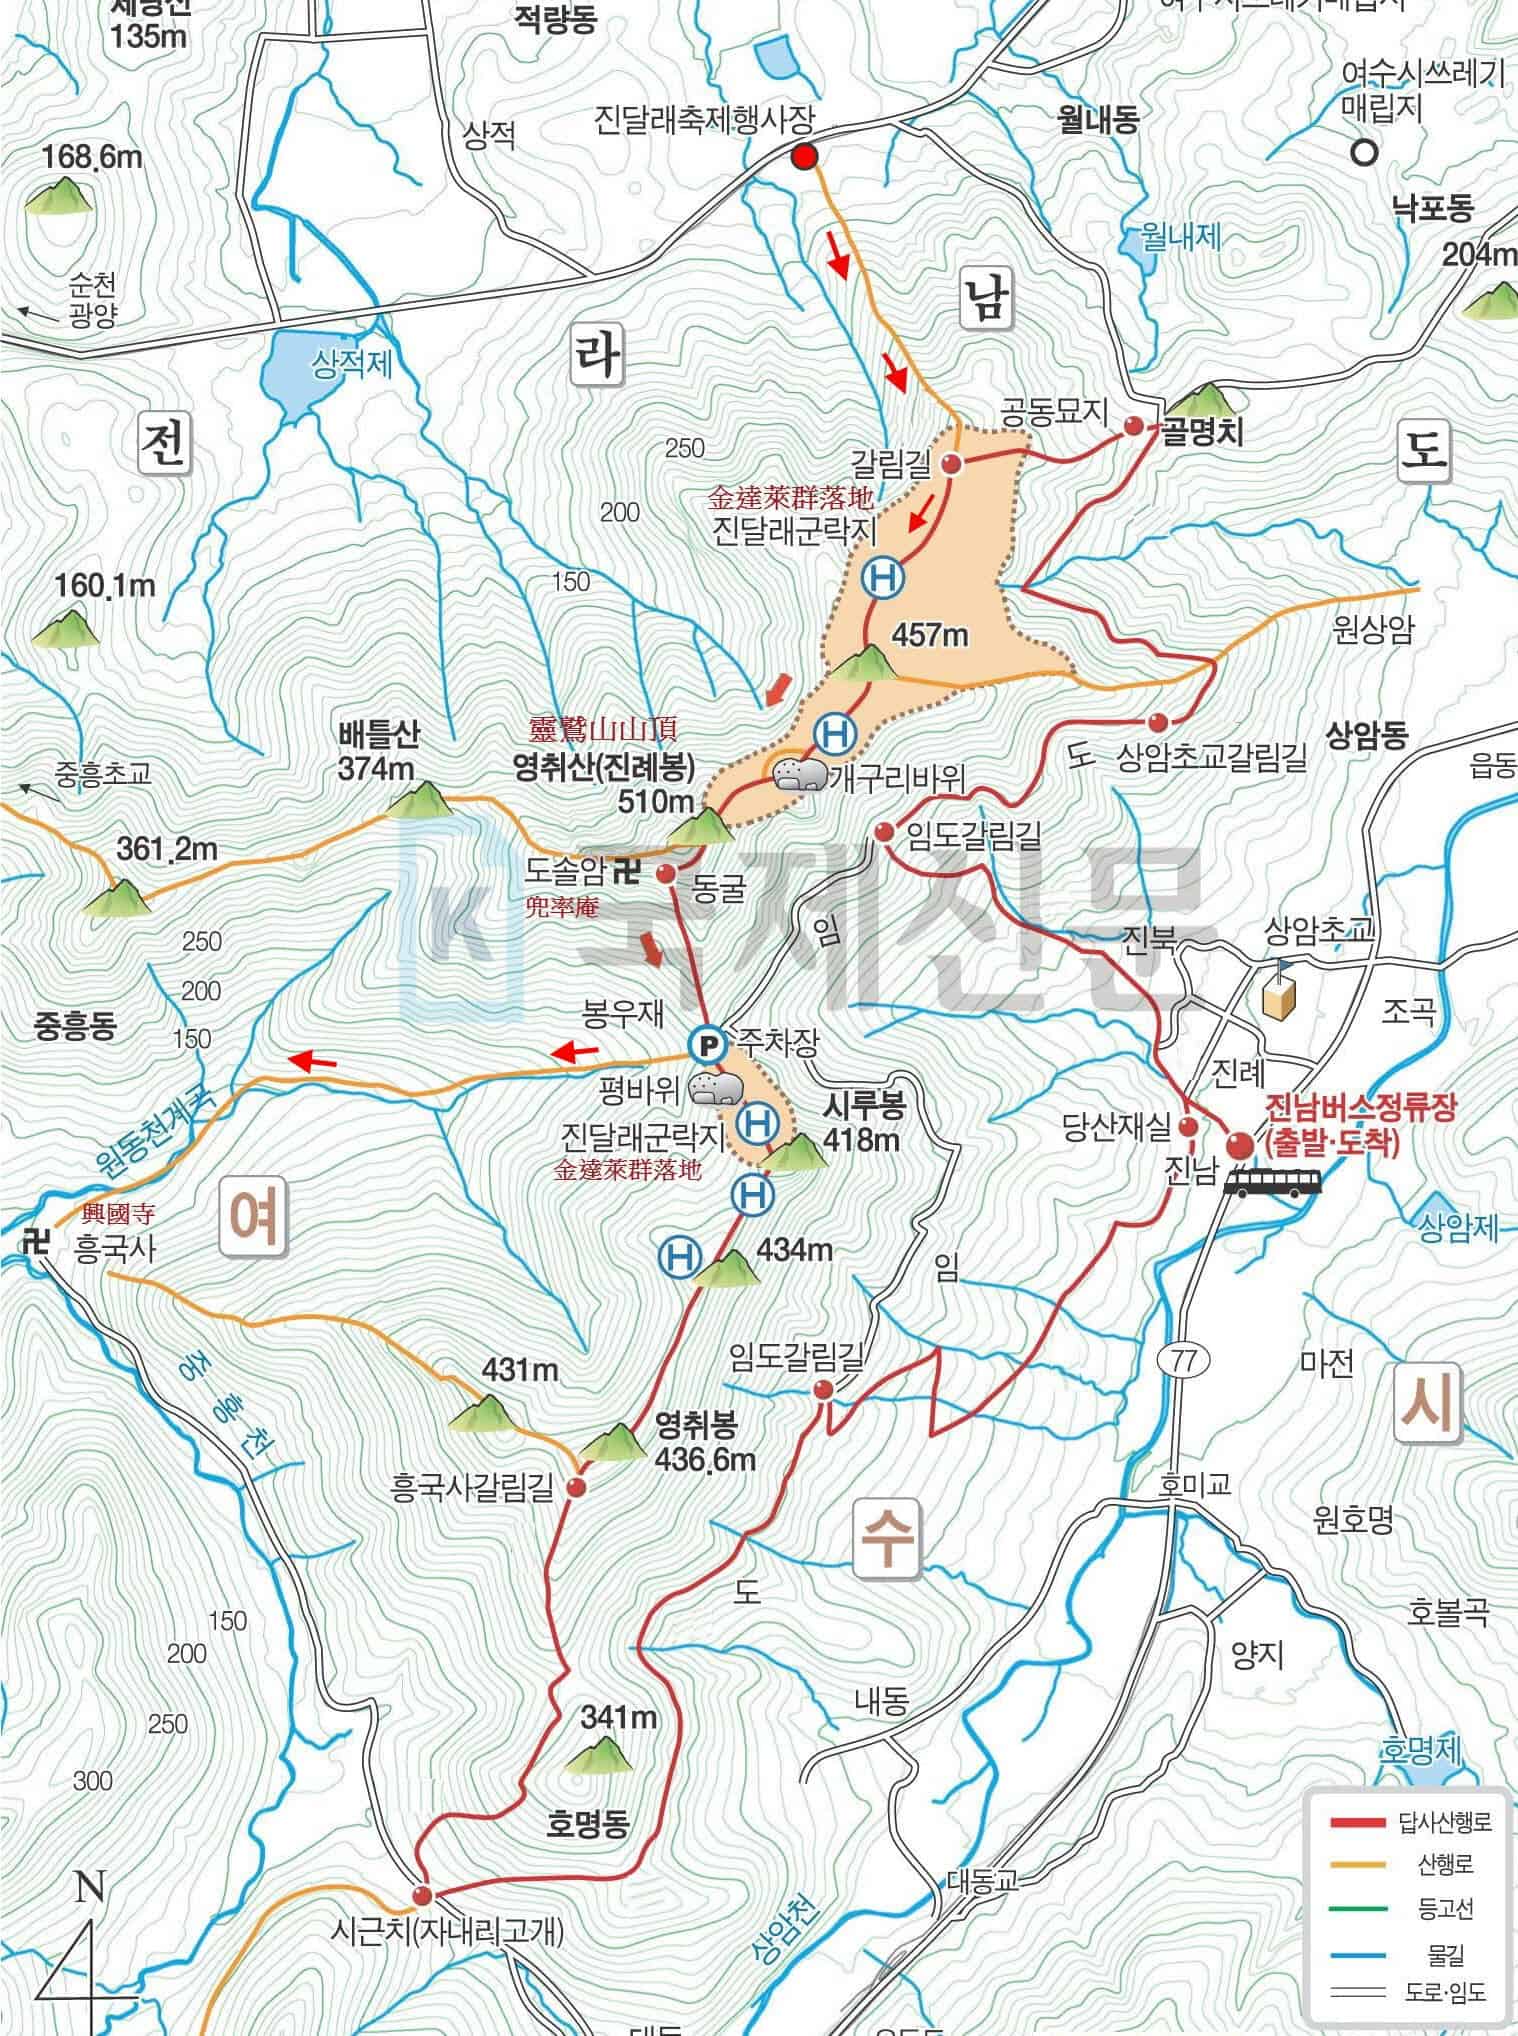 135m
적량동
진달래축제행사장
월내동
여수시쓰레기
매립지
상적
168.6m
낙포동
월내제
204m
순천
광양
남
라
상적제
전
도
공동묘지
골명치
250
갈림길
金達萊群落地
진달래군락지
200
150
160.1m
457m
원상암
靈鷲山山頂
영취산(진례봉)
510m
배틀산
374m
중흥초교
상암동
읍동
도
상암초교갈림길
개구리바위
361.2m
임도갈림길
도솔암
卍
동굴
兜率庵
K 국제신문
임
진북
상암초교
250
200
150
중흥동
봉우재
P
주차장
조곡
진례
평바위
시루봉
418m
진달래군락지
金達萊群落地
당산재실
진남버스정류장
(출발·도착)
진남
원동천계곡
興國寺
흥국사
卍
여
상암제
H
H
H
H
H
434m
임
임도갈림길
77
마전
시
중흥천
431m
영취봉
436.6m
흥국사갈림길
호미교
원호명
수
도
호볼곡
양지
150
200
250
300
내동
341m
호명동
호명제
N
시근치(자내리고개)
상암천
대동교
답사산행로
산행로
등고선
물길
도로·임도